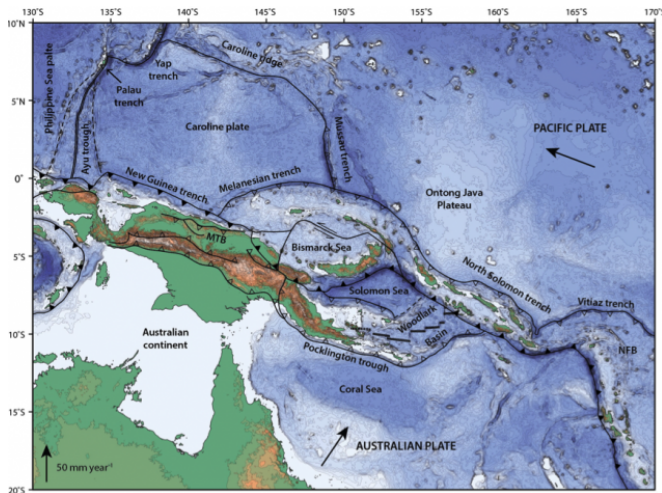 130°S
135°S
140°S
145°S
150°S
155°S
160°S
165°S
170°S
10°N
5°N
0°
5°S
10°S
15°S
20°S
Philippine Sea palte
Yap
trench
Caroline ridge
Palau
trench
Ayu trough
Caroline plate
Mussau trench
PACIFIC PLATE
New Guinea trench
Melanesian trench
Ontong Java
Plateau
MTB
Bismarck Sea
Solomon Sea
North Solomon trench
Vitiaz trench
Australian
continent
Woodlark
Basin
NFB
Pocklington trough
Coral Sea
AUSTRALIAN PLATE
50 mm year⁻¹